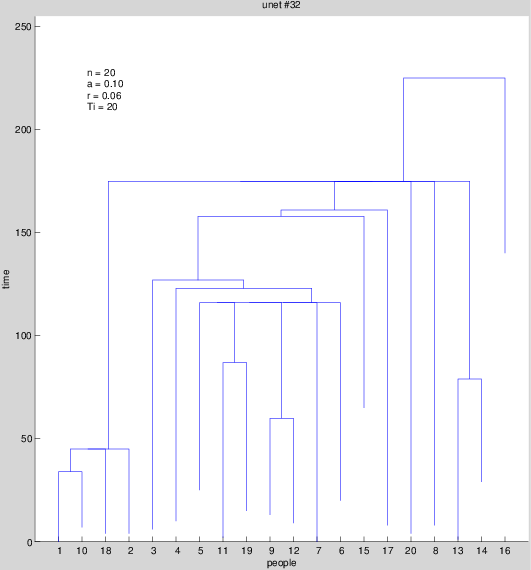 unet #32
250
n = 20
a = 0.10
r = 0.06
Ti = 20
200
150
time
100
50
0
1 10 18 2 3 4 5 11 19 9 12 7 6 15 17 20 8 13 14 16
people